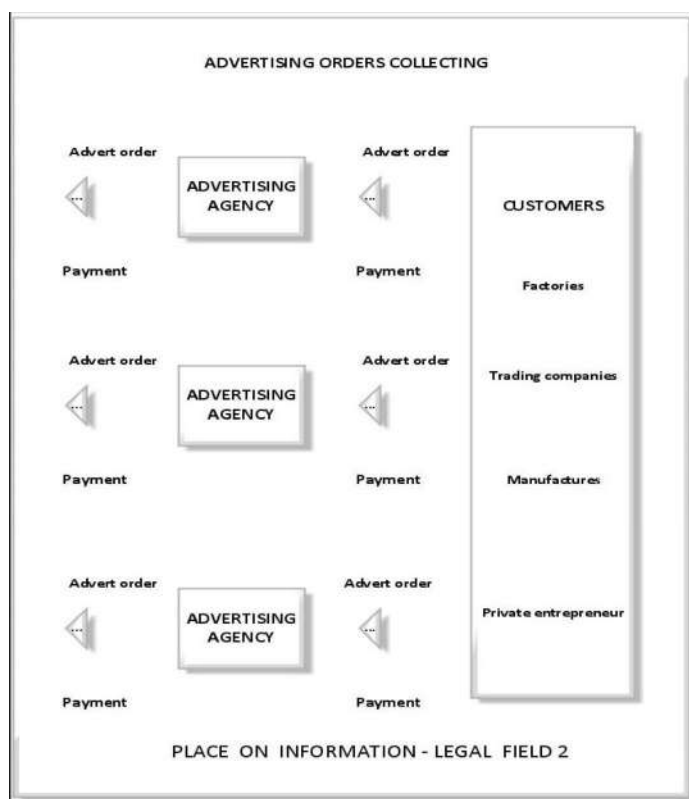 ADVERTISING ORDERS COLLECTING
Advert order
Advert order
...
ADVERTISING
AGENCY
...
CUSTOMERS
Payment
Payment
Factories
Advert order
Advert order
Trading companies
...
ADVERTISING
AGENCY
...
Payment
Payment
Manufactures
Advert order
Advert order
...
ADVERTISING
AGENCY
...
Private entrepreneur
Payment
Payment
PLACE ON INFORMATION - LEGAL FIELD 2